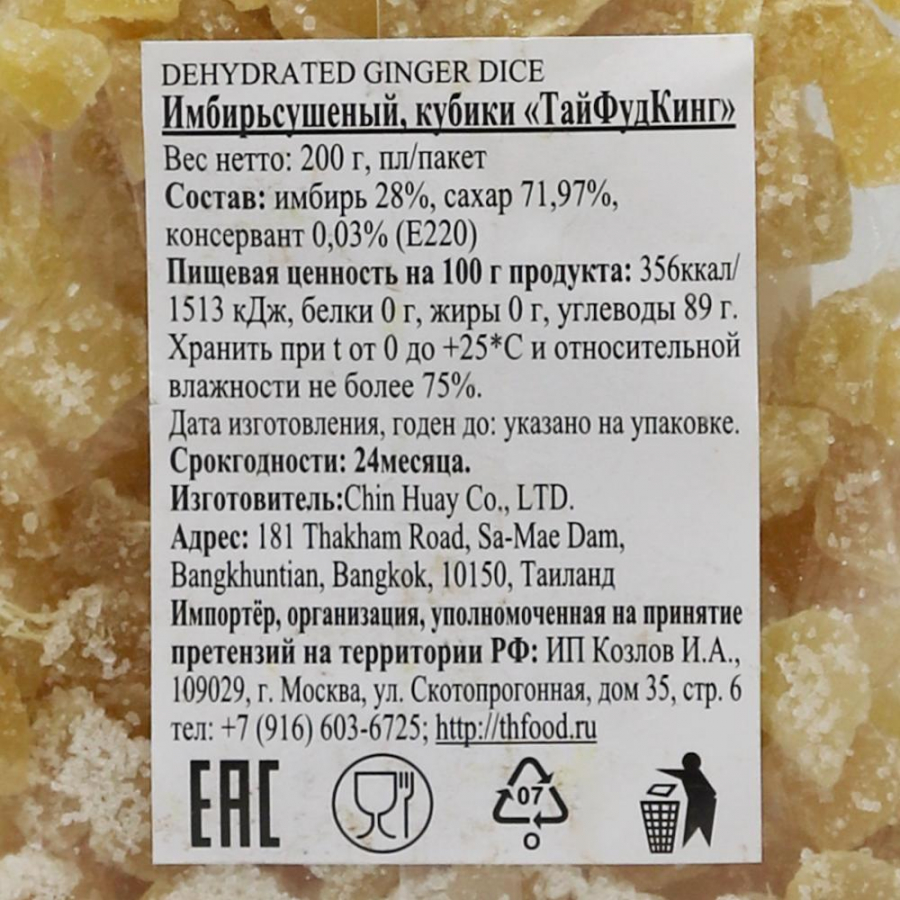 DEHYDRATED GINGER DICE
Имбирьсушеный, кубики «ТайФудКинг»
Вес нетто: 200 г, пл/пакет
Состав: имбирь 28%, сахар 71,97%,
консервант 0,03% (Е220)
Пищевая ценность на 100 г продукта: 356ккал/
1513 кДж, белки 0 г, жиры 0 г, углеводы 89 г.
Хранить при t от 0 до +25*С и относительной
влажности не более 75%.
Дата изготовления, годен до: указано на упаковке.
Срокгодности: 24месяца.
Изготовитель:Chin Huay Co., LTD.
Адрес: 181 Thakham Road, Sa-Mae Dam,
Bangkhuntian, Bangkok, 10150, Таиланд
Импортёр, организация, уполномоченная на принятие
претензий на территории РФ: ИП Козлов И.А.,
109029, г. Москва, ул. Скотопрогонная, дом 35, стр. 6
тел: +7 (916) 603-6725; http://thfood.ru
EAC
07
O